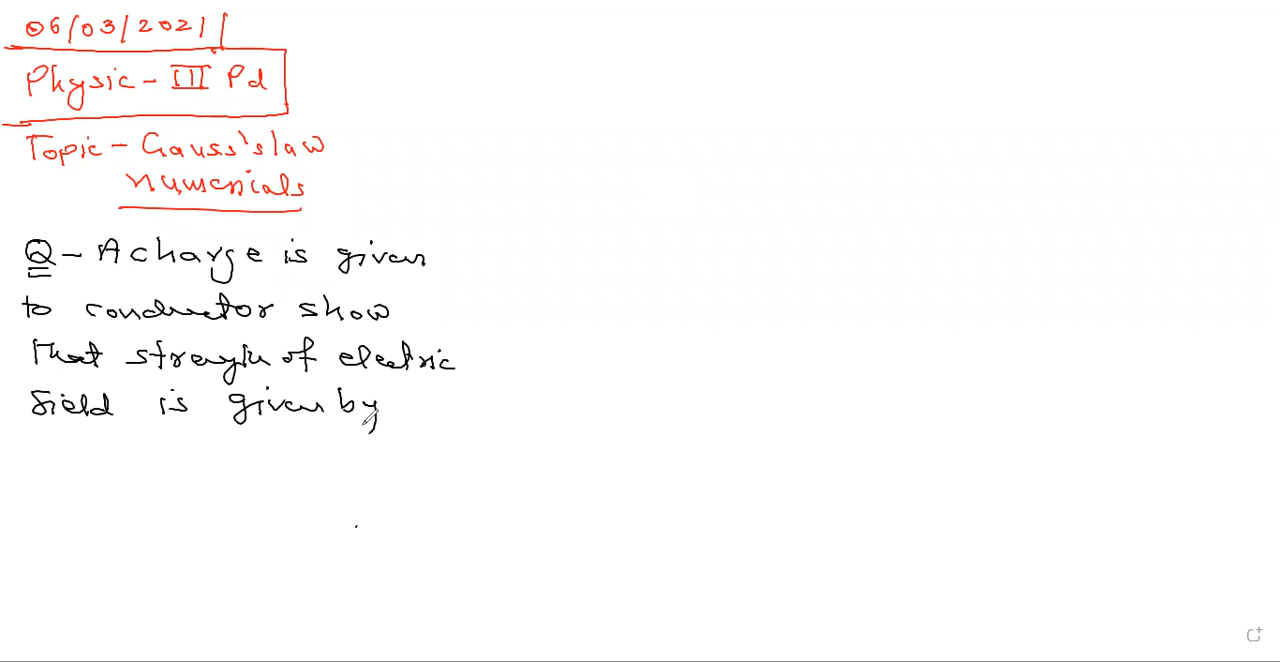 06/03/2021
Physic - III Pd
Topic - Gauss's law
Numericals
Q - A charge is given
to conductor show
that strength of electric
field is given by